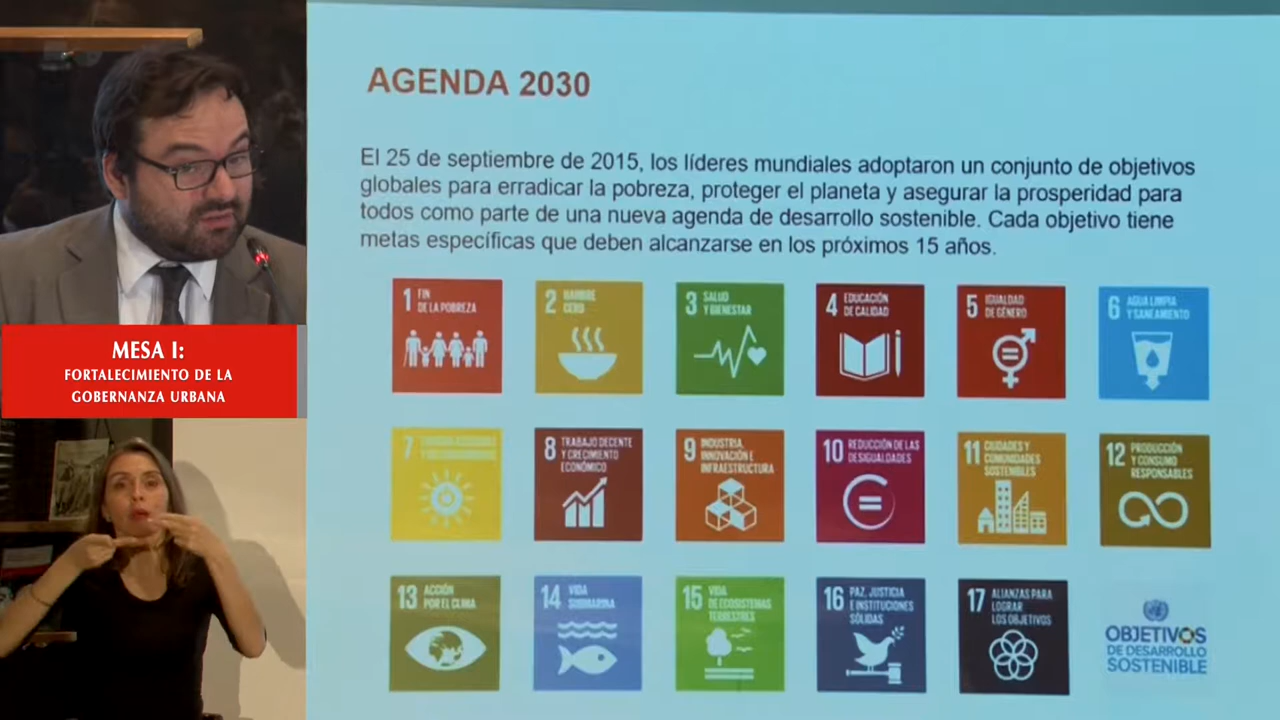 AGENDA 2030
El 25 de septiembre de 2015, los líderes mundiales adoptaron un conjunto de objetivos
globales para erradicar la pobreza, proteger el planeta y asegurar la prosperidad para
todos como parte de una nueva agenda de desarrollo sostenible. Cada objetivo tiene
metas específicas que deben alcanzarse en los próximos 15 años.
MESA I:
FORTALECIMIENTO DE LA
GOBERNANZA URBANA
1 FIN
DE LA POBREZA
2 HAMBRE
CERO
3 SALUD
Y BIENESTAR
4 EDUCACIÓN
DE CALIDAD
5 IGUALDAD
DE GÉNERO
6 AGUA LIMPIA
Y SANEAMIENTO
7
8 TRABAJO DECENTE
Y CRECIMIENTO
ECONÓMICO
9 INDUSTRIA,
INNOVACIÓN E
INFRAESTRUCTURA
10 REDUCCIÓN DE LAS
DESIGUALDADES
11 CIUDADES Y
COMUNIDADES
SOSTENIBLES
12 PRODUCCIÓN
Y CONSUMO
RESPONSABLES
13 ACCIÓN
POR EL CLIMA
14 VIDA
SUBMARINA
15 VIDA
DE ECOSISTEMAS
TERRESTRES
16 PAZ, JUSTICIA
E INSTITUCIONES
SÓLIDAS
17 ALIANZAS PARA
LOGRAR
LOS OBJETIVOS
OBJETIVOS
DE DESARROLLO
SOSTENIBLE